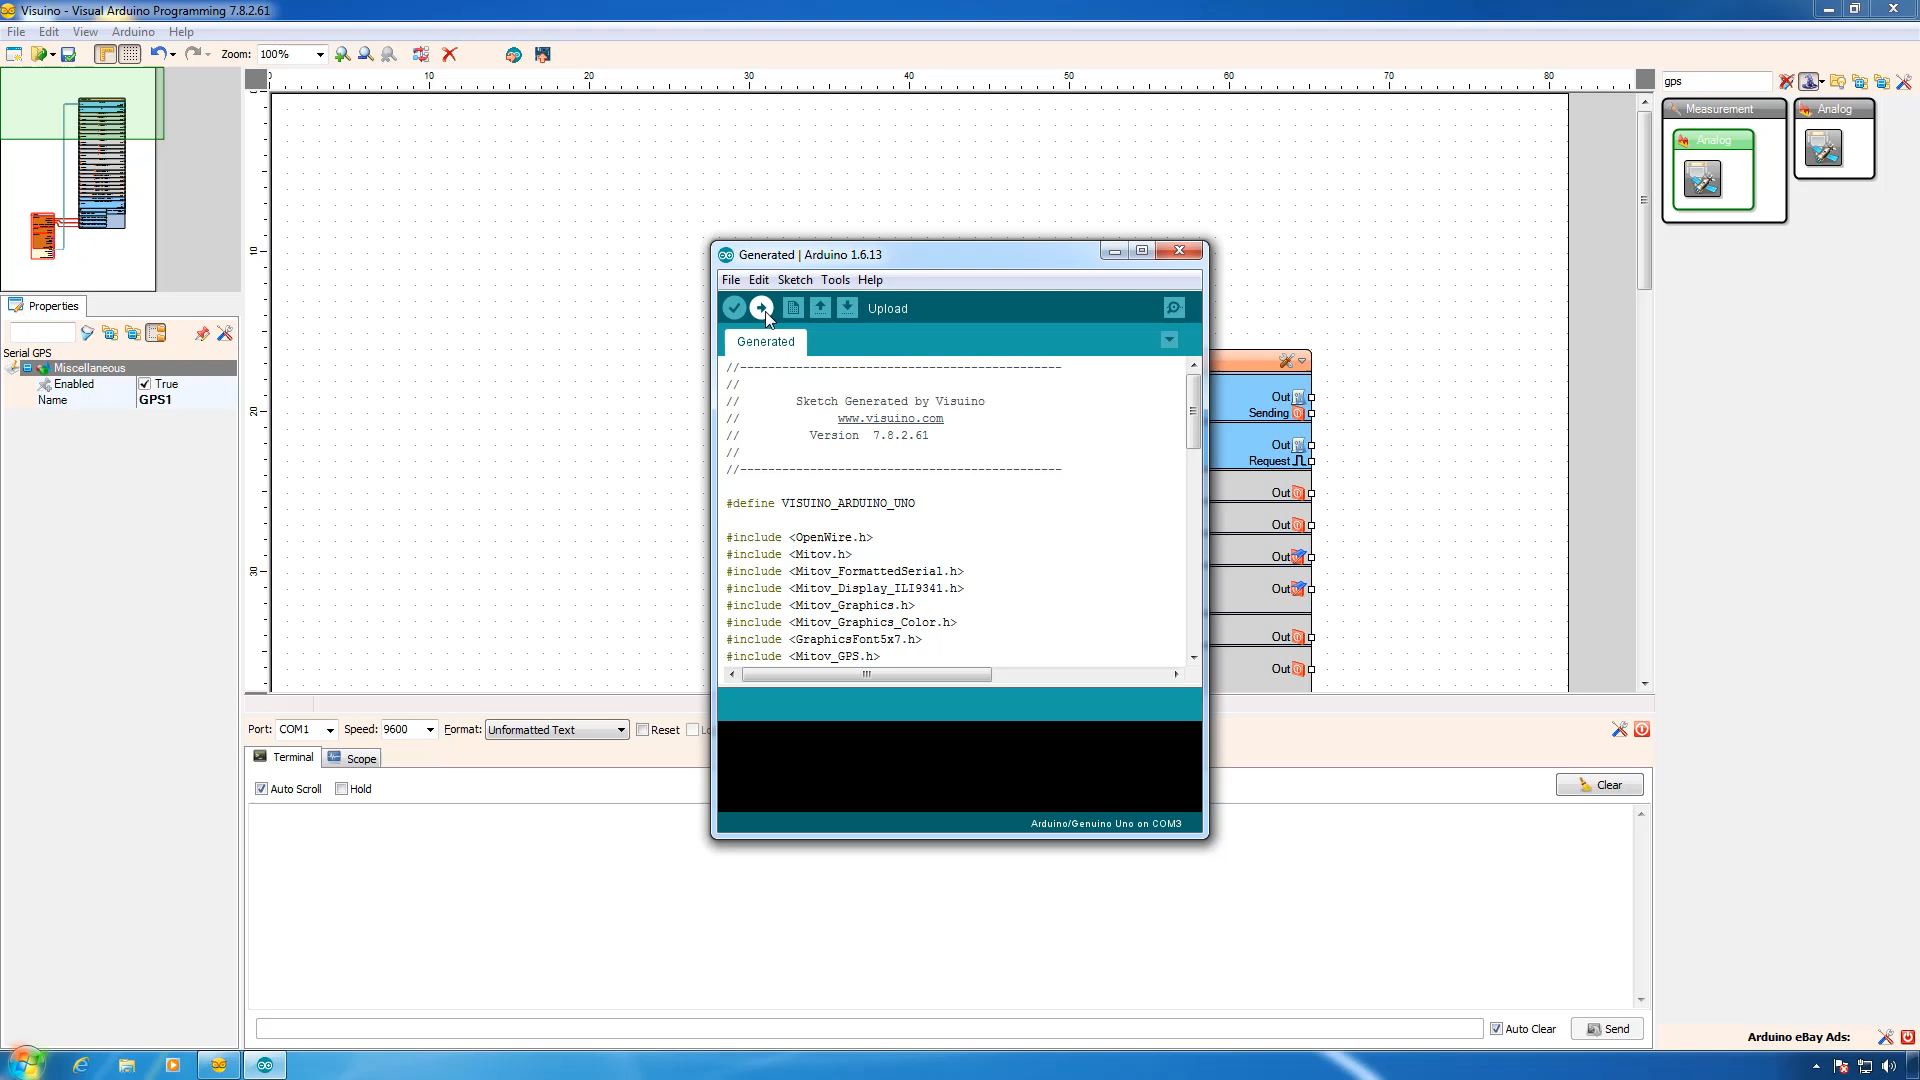 Visuino - Visual Arduino Programming 7.8.2.61
File Edit View Arduino Help
Zoom: 100%
0 10 20 30 40 50 60 70 80
10
20
30
gps
Measurement
Analog
Analog
Properties
Serial GPS
Miscellaneous
Enabled True
Name GPS1
Generated | Arduino 1.6.13
File Edit Sketch Tools Help
Upload
Generated
//----------------------------------------------
//
// Sketch Generated by Visuino
// www.visuino.com
// Version 7.8.2.61
//
//----------------------------------------------
#define VISUINO_ARDUINO_UNO
#include <OpenWire.h>
#include <Mitov.h>
#include <Mitov_FormattedSerial.h>
#include <Mitov_Display_ILI9341.h>
#include <Mitov_Graphics.h>
#include <Mitov_Graphics_Color.h>
#include <GraphicsFont5x7.h>
#include <Mitov_GPS.h>
Arduino/Genuino Uno on COM3
Out
Sending
Out
Request
Out
Out
Out
Out
Out
Out
Port: COM1 Speed: 9600 Format: Unformatted Text Reset
Terminal Scope
Auto Scroll Hold
Clear
Auto Clear Send
Arduino eBay Ads: